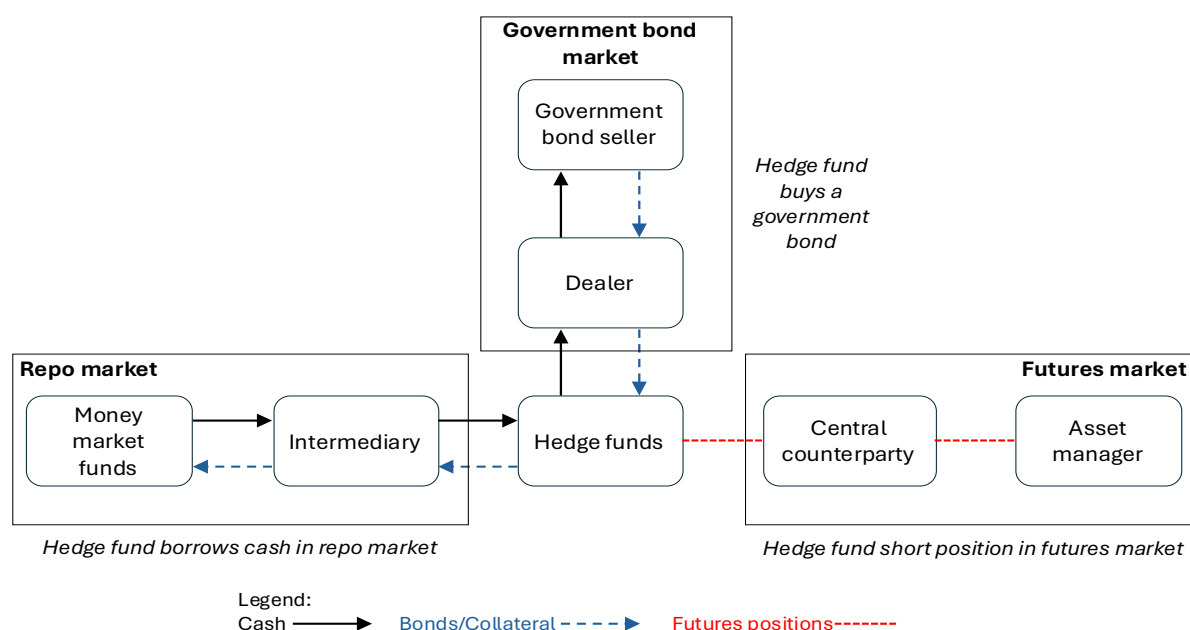 Government bond
market
Government
bond seller
Hedge fund
buys a
government
bond
Dealer
Repo market
Futures market
Money
market
funds
Intermediary
Hedge funds
Central
counterparty
Asset
manager
Hedge fund borrows cash in repo market
Hedge fund short position in futures market
Legend:
Cash Bonds/Collateral Futures positions